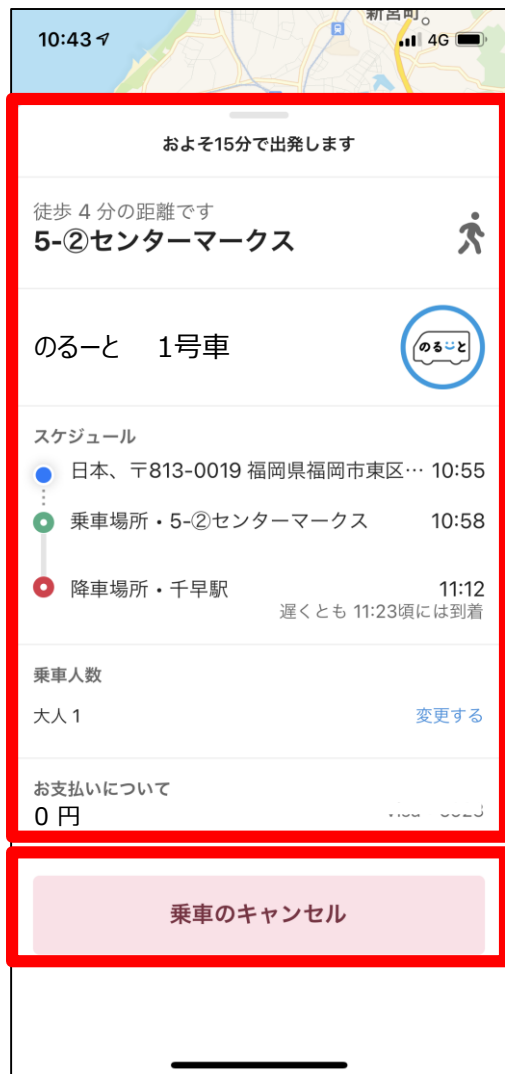 新宮町。
10:43
4G
およそ15分で出発します
徒歩 4 分の距離です
5-②センターマークス
のるーと 1号車
のると
スケジュール
日本、〒813-0019 福岡県福岡市東区… 10:55
乗車場所・5-②センターマークス 10:58
降車場所・千早駅 11:12
遅くとも 11:23頃には到着
乗車人数
大人 1 変更する
お支払いについて
0 円
乗車のキャンセル